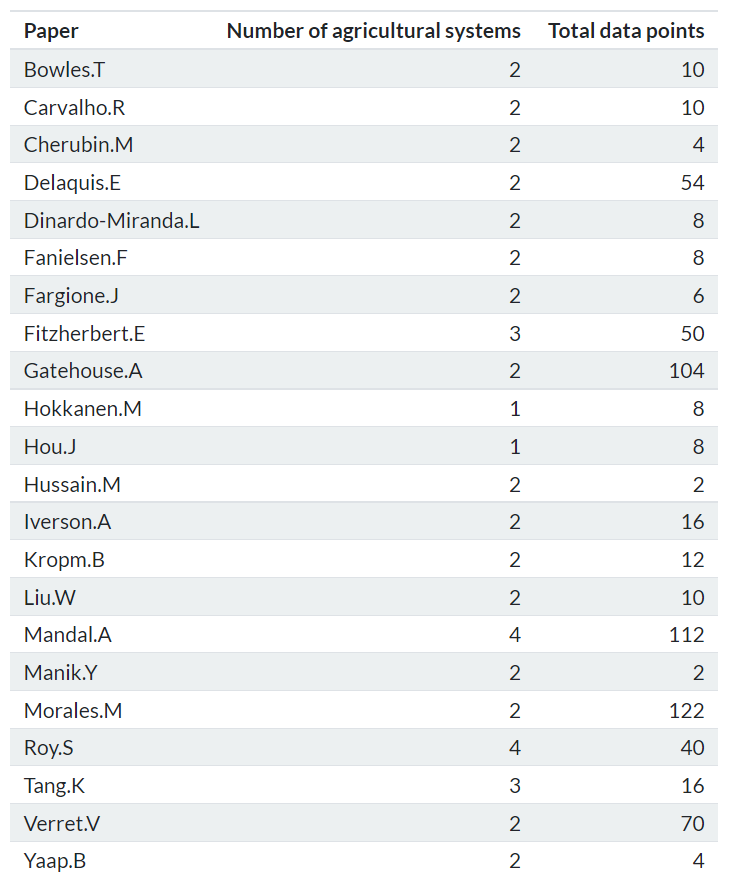 Paper Number of agricultural systems Total data points
Bowles.T 2 10
Carvalho.R 2 10
Cherubin.M 2 4
Delaquis.E 2 54
Dinardo-Miranda.L 2 8
Fanielsen.F 2 8
Fargione.J 2 6
Fitzherbert.E 3 50
Gatehouse.A 2 104
Hokkanen.M 1 8
Hou.J 1 8
Hussain.M 2 2
Iverson.A 2 16
Kropm.B 2 12
Liu.W 2 10
Mandal.A 4 112
Manik.Y 2 2
Morales.M 2 122
Roy.S 4 40
Tang.K 3 16
Verret.V 2 70
Yaap.B 2 4